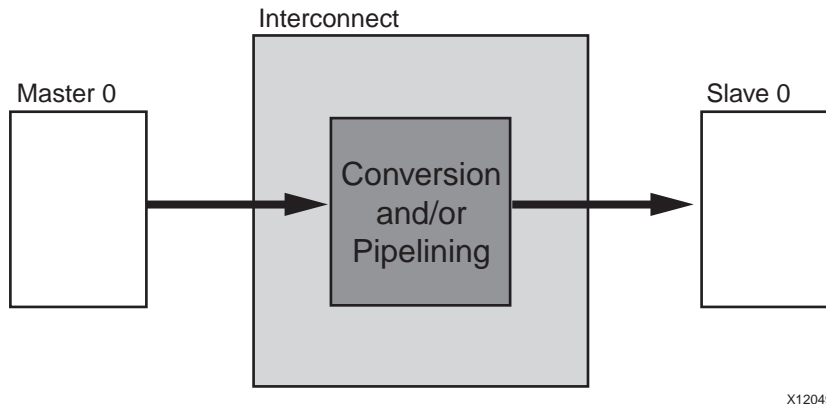 Interconnect
Master 0
Slave 0
Conversion
and/or
Pipelining